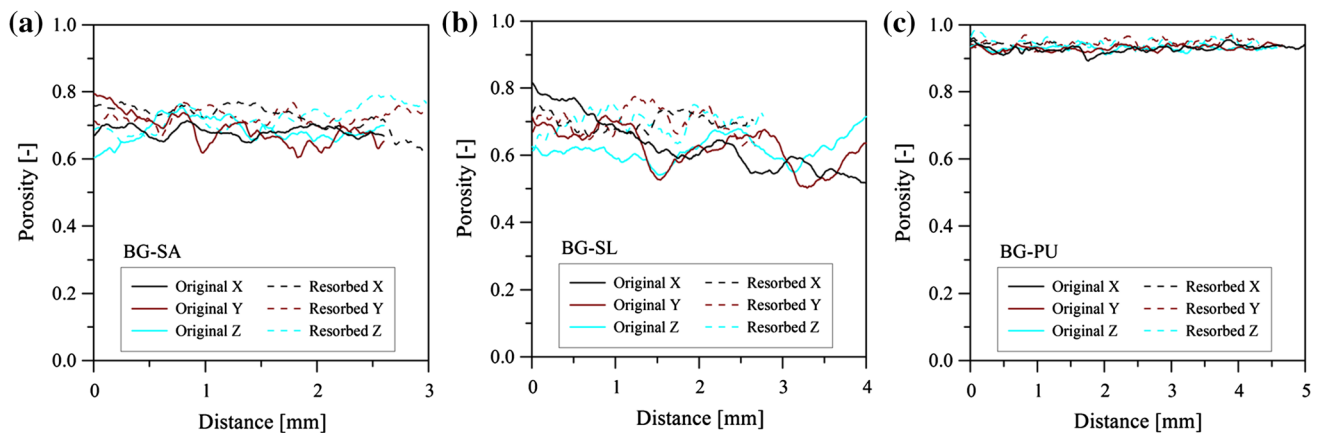 (a)
1.0
0.8
0.6
0.4
0.2
0.0
Porosity [-]
BG-SA
Original X
Resorbed X
Original Y
Resorbed Y
Original Z
Resorbed Z
0 1 2 3
Distance [mm]
(b)
1.0
0.8
0.6
0.4
0.2
0.0
Porosity [-]
BG-SL
Original X
Resorbed X
Original Y
Resorbed Y
Original Z
Resorbed Z
0 1 2 3 4
Distance [mm]
(c)
1.0
0.8
0.6
0.4
0.2
0.0
Porosity [-]
BG-PU
Original X
Resorbed X
Original Y
Resorbed Y
Original Z
Resorbed Z
0 1 2 3 4 5
Distance [mm]